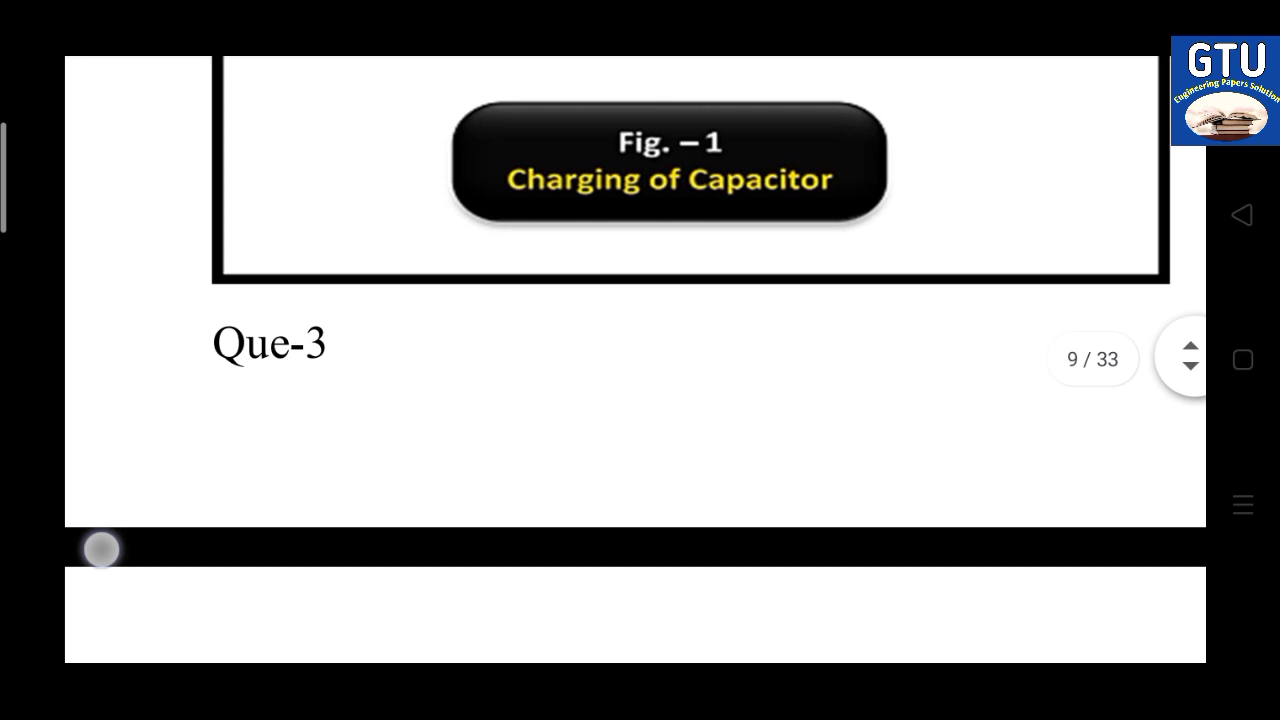 GTU
Engineering Papers Solution
Fig. – 1
Charging of Capacitor
Que-3
9 / 33